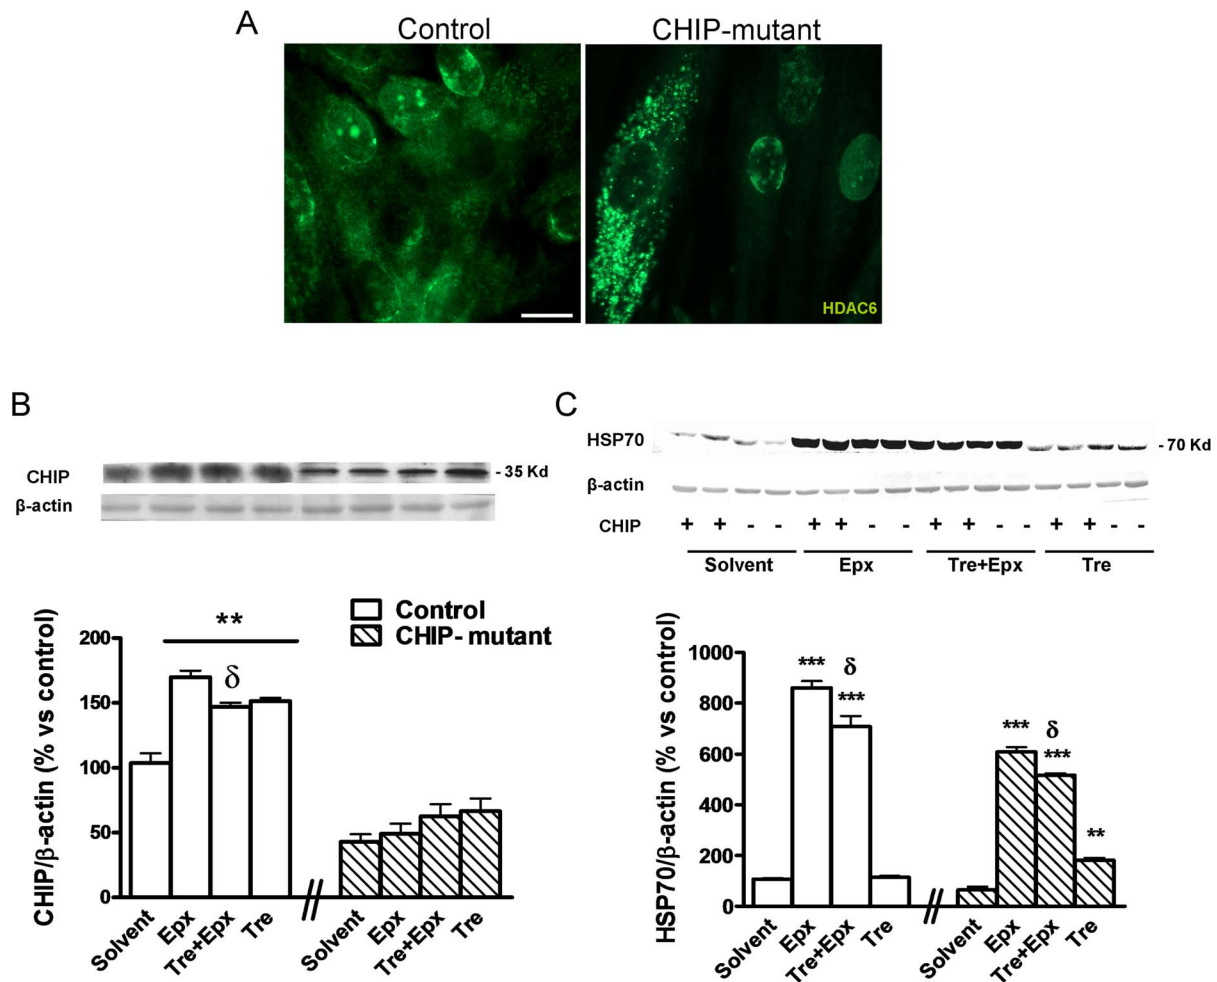 A
Control
CHIP-mutant
HDAC6
B
CHIP
- 35 Kd
β-actin
CHIP/β-actin (% vs control)
200
150
100
50
0
**
δ
Control
CHIP- mutant
Solvent
Epx
Tre+Epx
Tre
//
Solvent
Epx
Tre+Epx
Tre
C
HSP70
- 70 Kd
β-actin
CHIP + + - - + + - - + + - - + + - -
Solvent Epx Tre+Epx Tre
HSP70/β-actin (% vs control)
1000
800
600
400
200
0
***
δ
***
***
δ
***
**
Solvent
Epx
Tre+Epx
Tre
//
Solvent
Epx
Tre+Epx
Tre